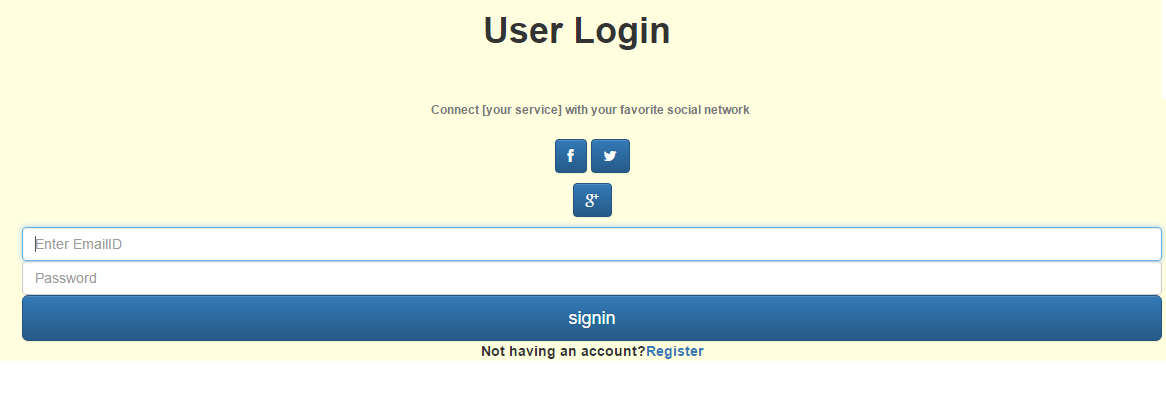 User Login
Connect [your service] with your favorite social network
f
g+
Enter EmailID
Password
signin
Not having an account?Register